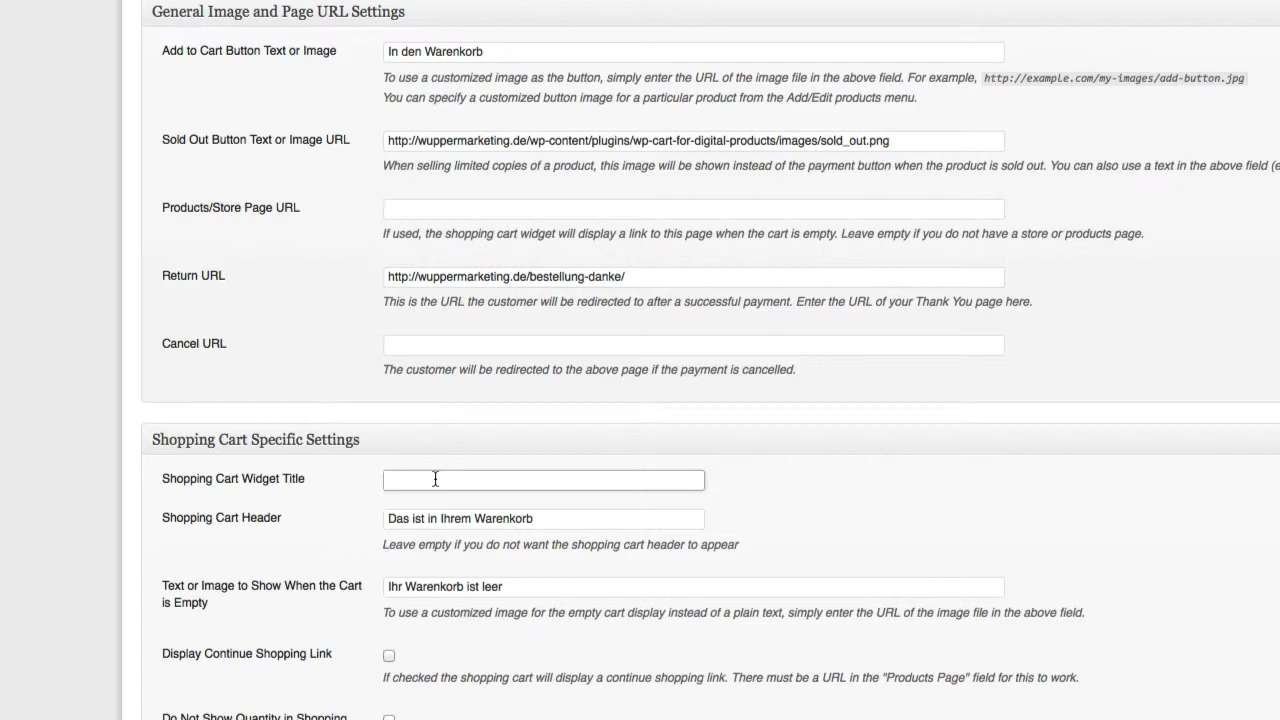 General Image and Page URL Settings
Add to Cart Button Text or Image
In den Warenkorb
To use a customized image as the button, simply enter the URL of the image file in the above field. For example, http://example.com/my-images/add-button.jpg
You can specify a customized button image for a particular product from the Add/Edit products menu.
Sold Out Button Text or Image URL
http://wuppermarketing.de/wp-content/plugins/wp-cart-for-digital-products/images/sold_out.png
When selling limited copies of a product, this image will be shown instead of the payment button when the product is sold out. You can also use a text in the above field (e
Products/Store Page URL
If used, the shopping cart widget will display a link to this page when the cart is empty. Leave empty if you do not have a store or products page.
Return URL
http://wuppermarketing.de/bestellung-danke/
This is the URL the customer will be redirected to after a successful payment. Enter the URL of your Thank You page here.
Cancel URL
The customer will be redirected to the above page if the payment is cancelled.
Shopping Cart Specific Settings
Shopping Cart Widget Title
Shopping Cart Header
Das ist in Ihrem Warenkorb
Leave empty if you do not want the shopping cart header to appear
Text or Image to Show When the Cart
is Empty
Ihr Warenkorb ist leer
To use a customized image for the empty cart display instead of a plain text, simply enter the URL of the image file in the above field.
Display Continue Shopping Link
If checked the shopping cart will display a continue shopping link. There must be a URL in the "Products Page" field for this to work.
Do Not Show Quantity in Shopping